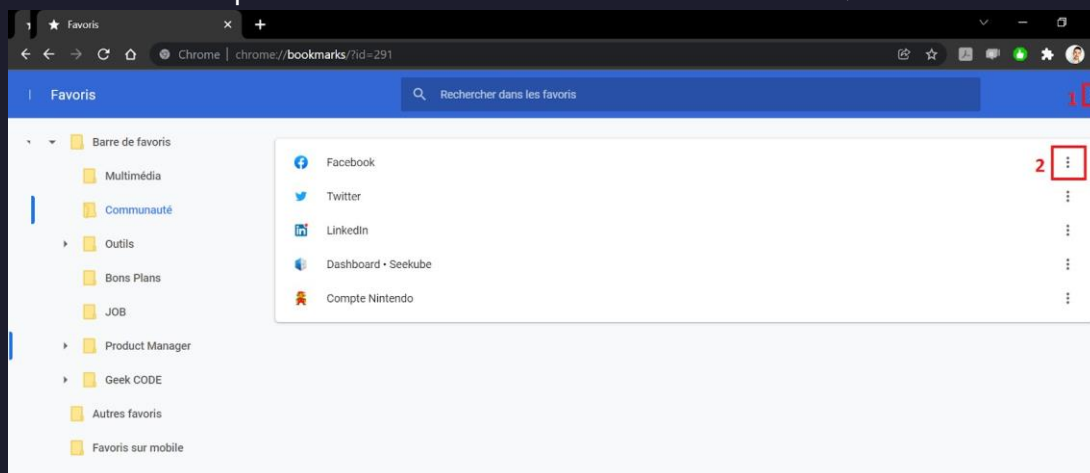 Favoris
Chrome | chrome://bookmarks/?id=291
Favoris
Rechercher dans les favoris
1
Barre de favoris
Multimédia
Communauté
Outils
Bons Plans
JOB
Product Manager
Geek CODE
Autres favoris
Favoris sur mobile
Facebook
2
Twitter
LinkedIn
Dashboard • Seekube
Compte Nintendo